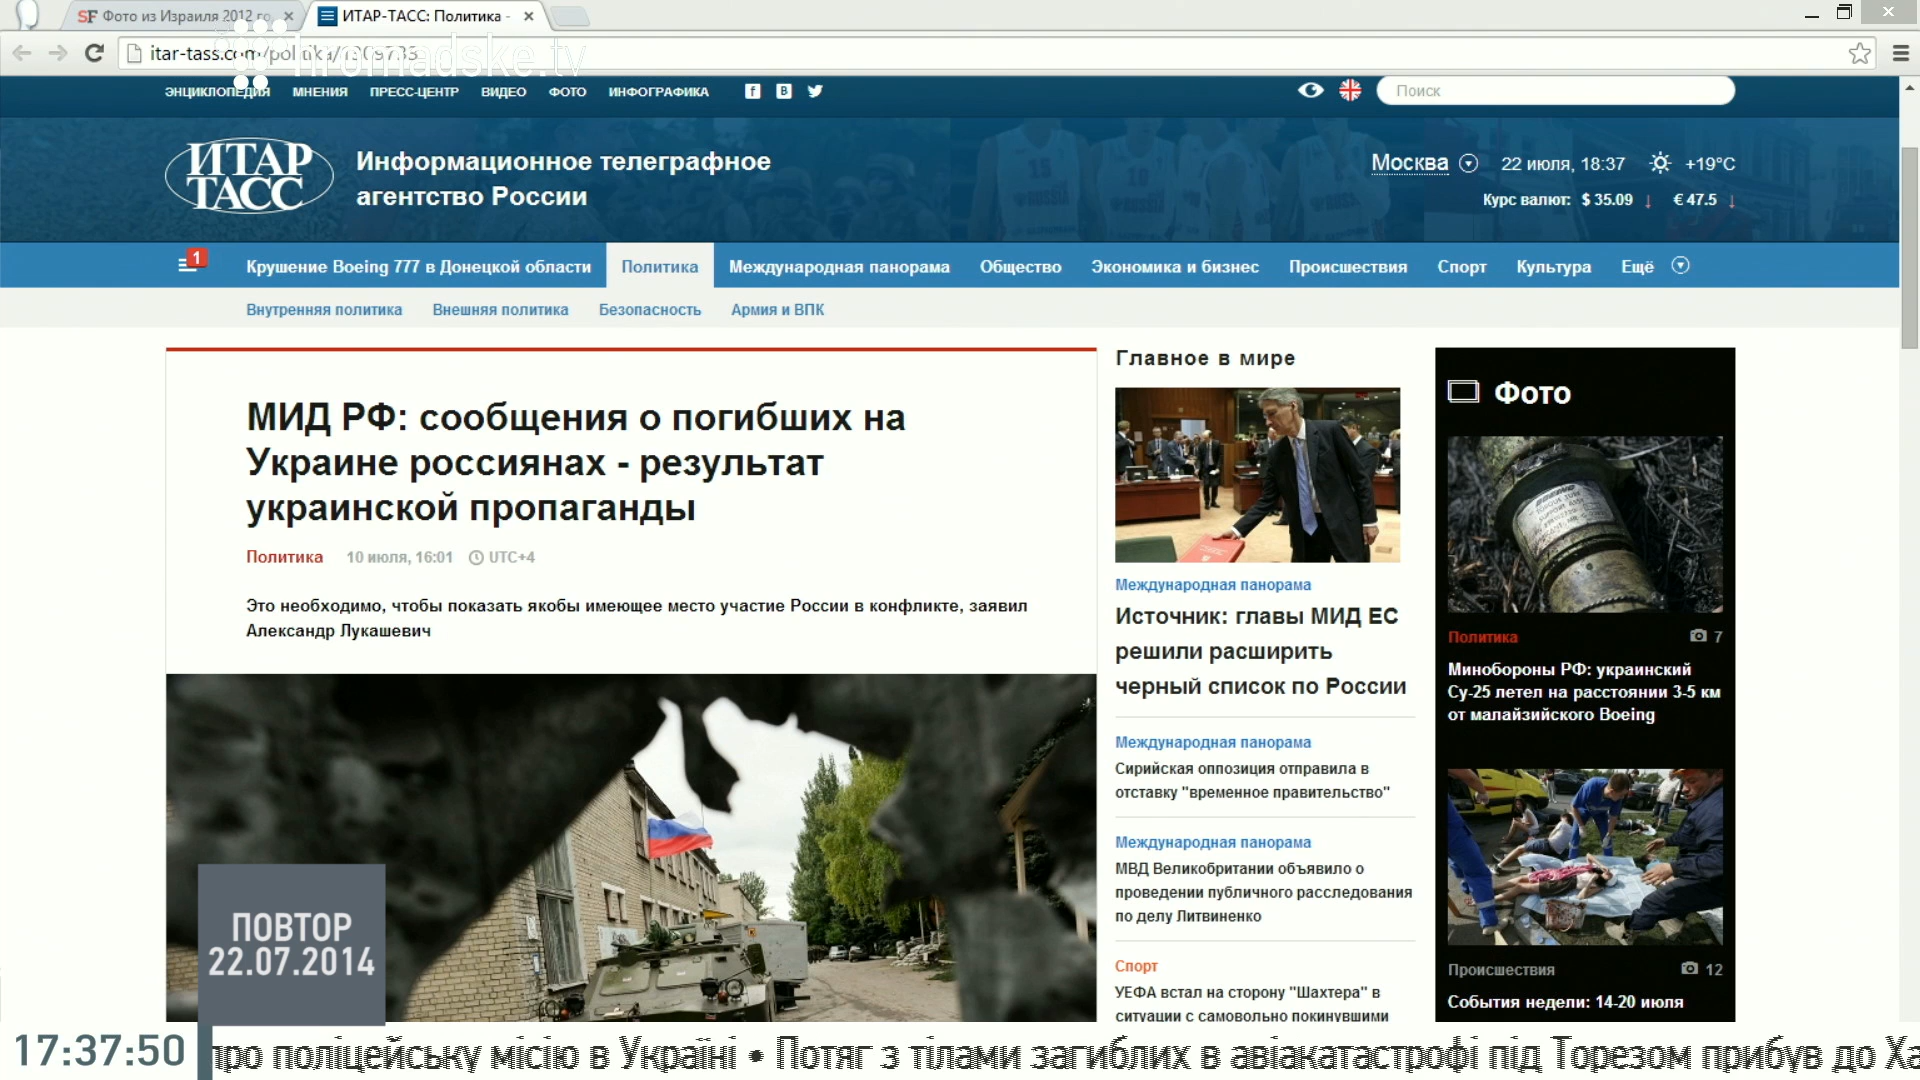 SF Фото из Израиля 2012 го
ИТАР-ТАСС: Политика -
itar-tass.com/politika/1309733
hromadske.tv
ЭНЦИКЛОПЕДИЯ МНЕНИЯ ПРЕСС-ЦЕНТР ВИДЕО ФОТО ИНФОГРАФИКА
Поиск
ИТАР
ТАСС
Информационное телеграфное
агентство России
Москва 22 июля, 18:37 +19°C
Курс валют: $ 35.09 ↓ € 47.5 ↓
1
Крушение Boeing 777 в Донецкой области Политика Международная панорама Общество Экономика и бизнес Происшествия Спорт Культура Ещё
Внутренняя политика Внешняя политика Безопасность Армия и ВПК
МИД РФ: сообщения о погибших на
Украине россиянах - результат
украинской пропаганды
Политика 10 июля, 16:01 UTC+4
Это необходимо, чтобы показать якобы имеющее место участие России в конфликте, заявил
Александр Лукашевич
Главное в мире
Международная панорама
Источник: главы МИД ЕС
решили расширить
черный список по России
Международная панорама
Сирийская оппозиция отправила в
отставку "временное правительство"
Международная панорама
МВД Великобритании объявило о
проведении публичного расследования
по делу Литвиненко
Спорт
УЕФА встал на сторону "Шахтера" в
ситуации с самовольно покинувшими
Фото
BOEING
Политика 7
Минобороны РФ: украинский
Су-25 летел на расстоянии 3-5 км
от малайзийского Boeing
Происшествия 12
События недели: 14-20 июля
ПОВТОР
22.07.2014
17:37:50 про поліцейську місію в Україні • Потяг з тілами загиблих в авіакатастрофі під Торезом прибув до Ха